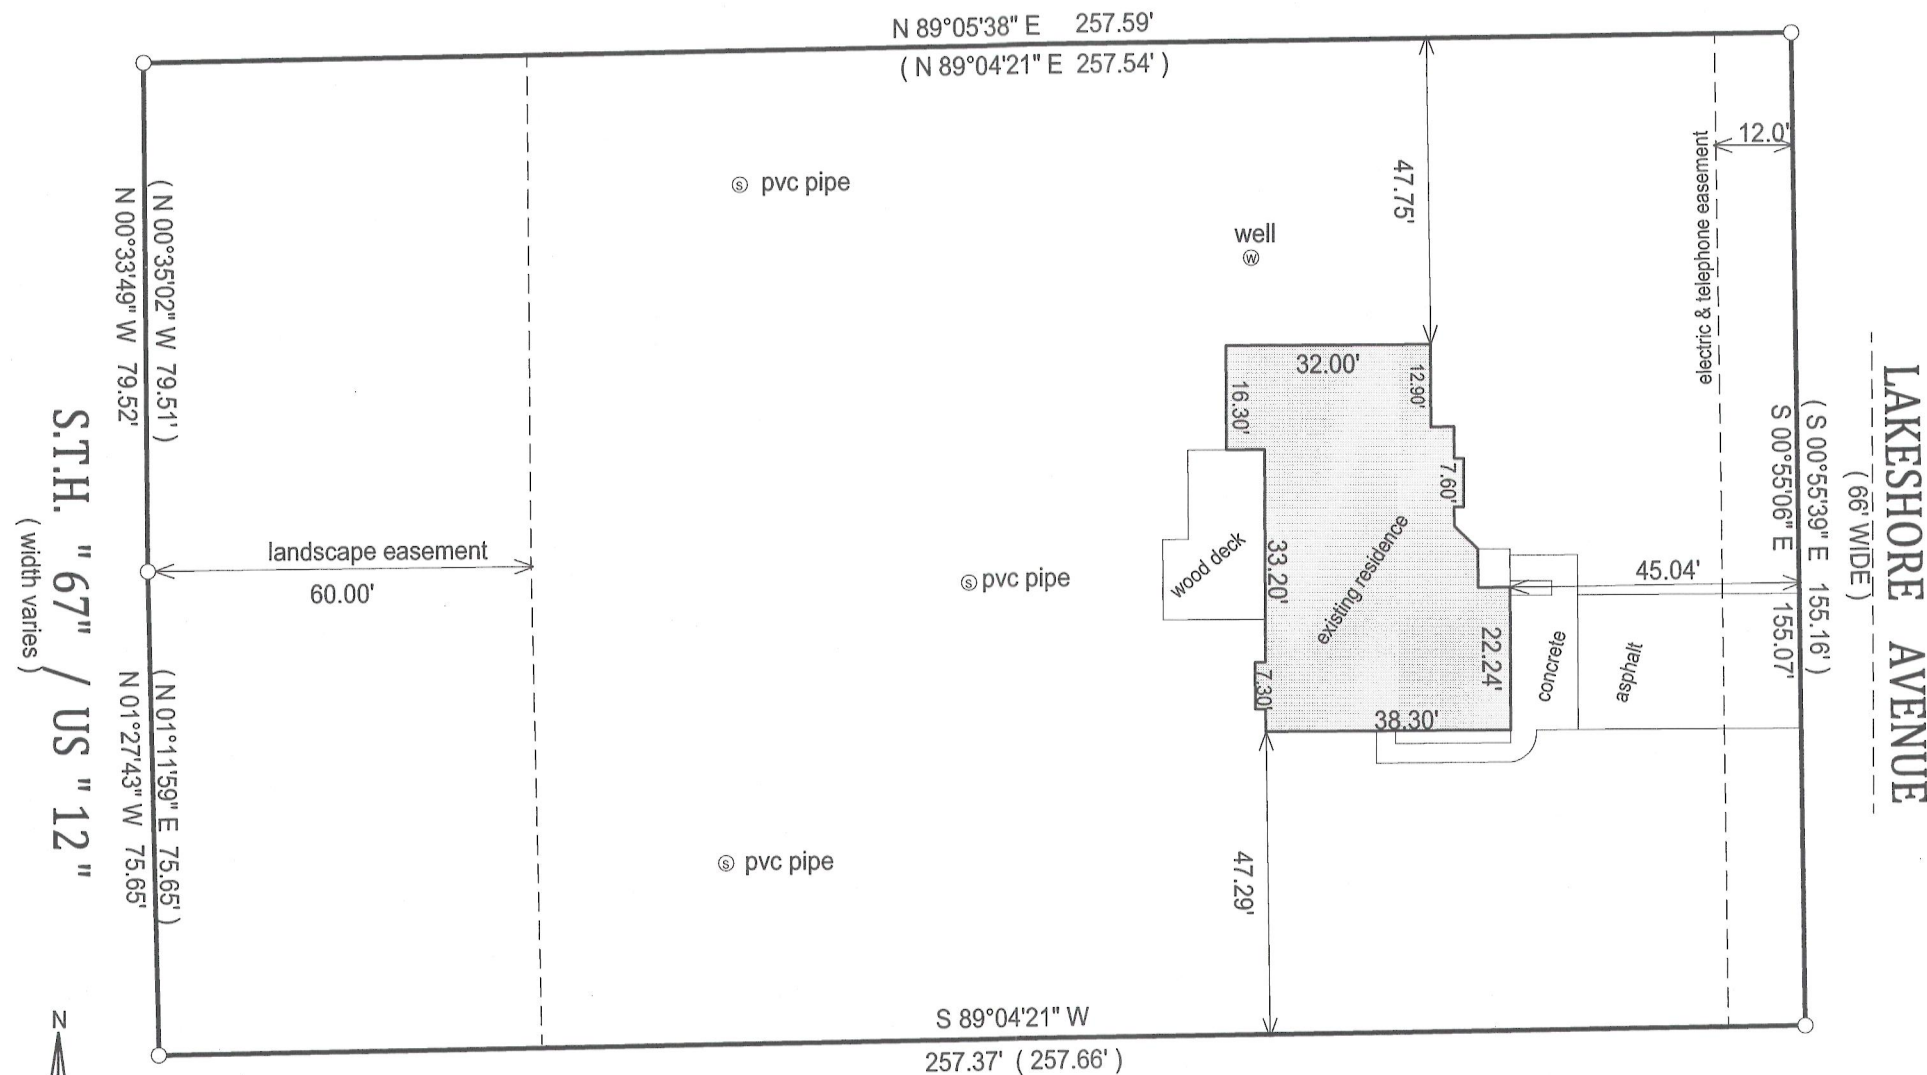 N 89°05'38" E 257.59'
( N 89°04'21" E 257.54' )
12.0'
electric & telephone easement
47.75'
pvc pipe
S
well
W
( N 00°35'02" W 79.51' )
N 00°33'49" W 79.52'
32.00'
12.90'
16.30'
7.60'
LAKESHORE AVENUE
( 66' WIDE )
( S 00°55'39" E 155.16' )
S 00°55'06" E 155.07'
S.T.H. "67" / US "12"
( width varies )
landscape easement
60.00'
S
pvc pipe
wood deck
33.20'
existing residence
45.04'
22.24'
concrete
asphalt
7.30'
38.30'
( N 01°11'59" E 75.65' )
N 01°27'43" W 75.65'
S
pvc pipe
47.29'
S 89°04'21" W
257.37' ( 257.66' )
N